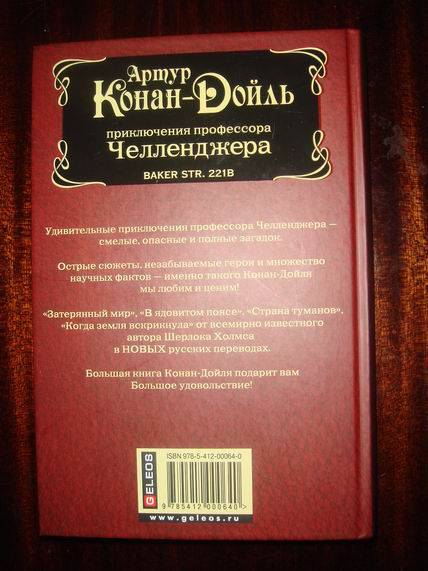 Артур
Конан-Дойль
приключения профессора
Челленджера
BAKER STR. 221B
Удивительные приключения профессора Челленджера —
смелые, опасные и полные загадок.
Острые сюжеты, незабываемые герои и множество
научных фактов — именно такого Конан-Дойля
мы любим и ценим!
«Затерянный мир», «В ядовитом поясе», «Страна туманов»,
«Когда земля вскрикнула» от всемирно известного
автора Шерлока Холмса
в НОВЫХ русских переводах.
Большая книга Конан-Дойля подарит вам
Большое удовольствие!
GELEOS
ISBN 978-5-412-00064-0
9 785412 000640 >
www.geleos.ru